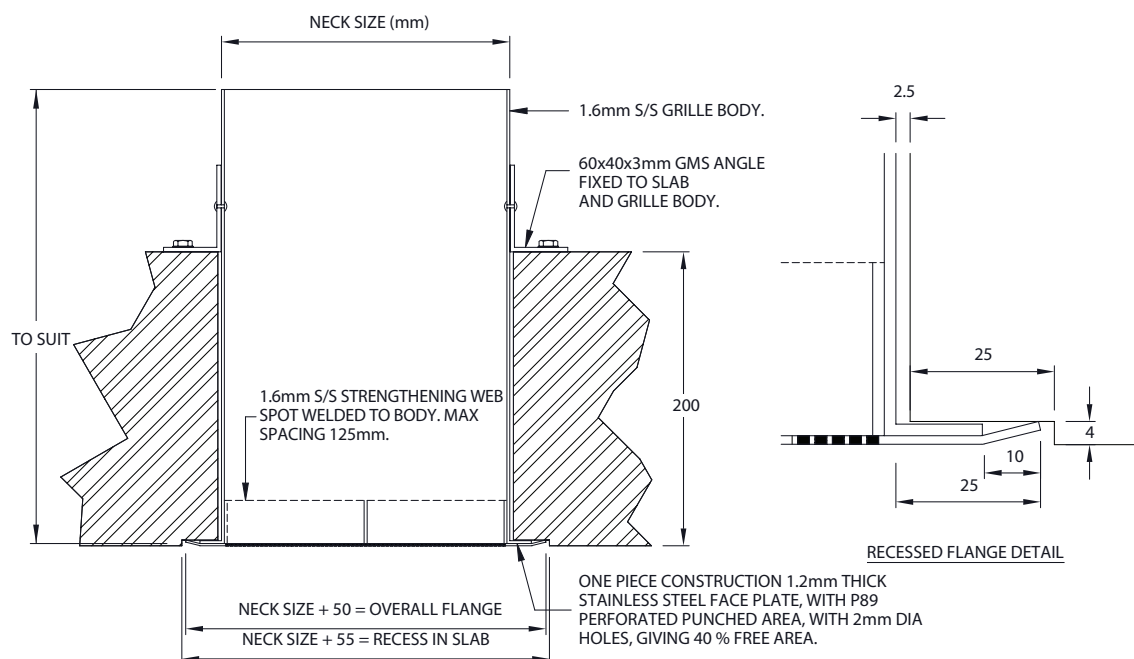 NECK SIZE (mm)
1.6mm S/S GRILLE BODY.
60x40x3mm GMS ANGLE
FIXED TO SLAB
AND GRILLE BODY.
TO SUIT
1.6mm S/S STRENGTHENING WEB
SPOT WELDED TO BODY. MAX
SPACING 125mm.
200
NECK SIZE + 50 = OVERALL FLANGE
NECK SIZE + 55 = RECESS IN SLAB
ONE PIECE CONSTRUCTION 1.2mm THICK
STAINLESS STEEL FACE PLATE, WITH P89
PERFORATED PUNCHED AREA, WITH 2mm DIA
HOLES, GIVING 40 % FREE AREA.
2.5
25
4
10
25
RECESSED FLANGE DETAIL